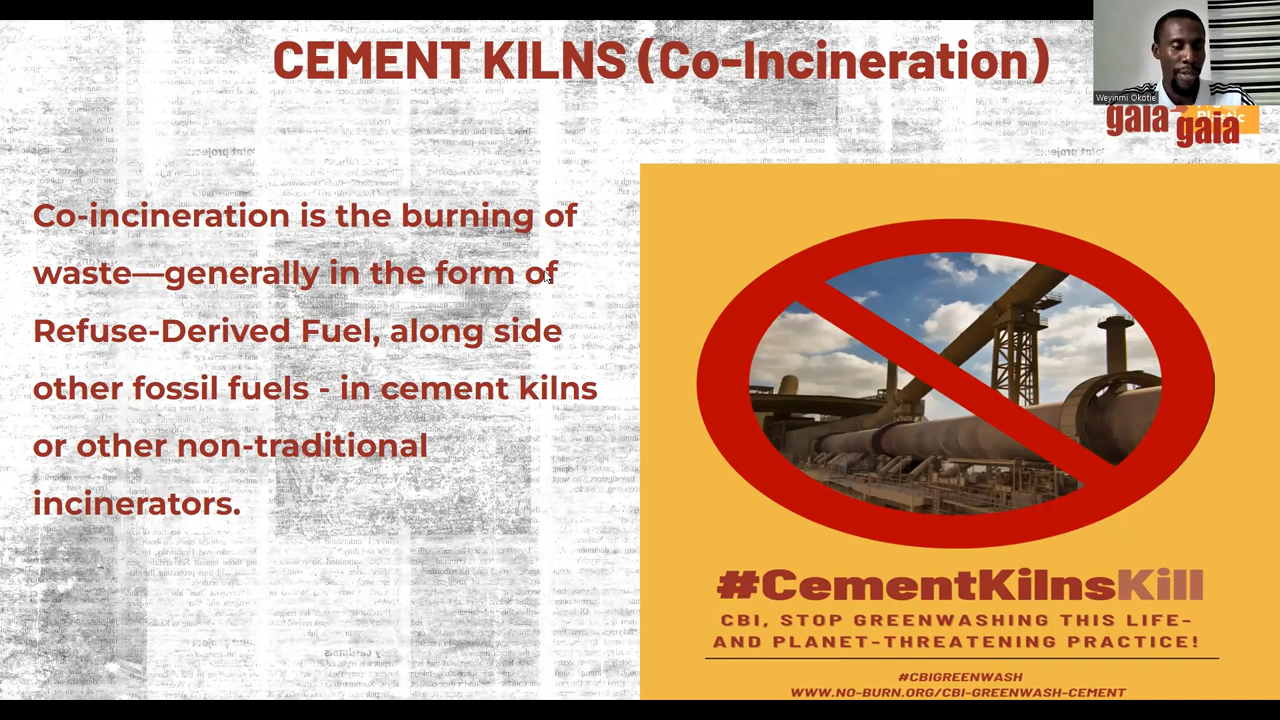 CEMENT KILNS (Co-Incineration)
Weyinmi Okotie
gaia
gaia
Co-incineration is the burning of
waste—generally in the form of
Refuse-Derived Fuel, along side
other fossil fuels - in cement kilns
or other non-traditional
incinerators.
#CementKilnsKill
CBI, STOP GREENWASHING THIS LIFE-
AND PLANET-THREATENING PRACTICE!
#CBIGREENWASH
WWW.NO-BURN.ORG/CBI-GREENWASH-CEMENT